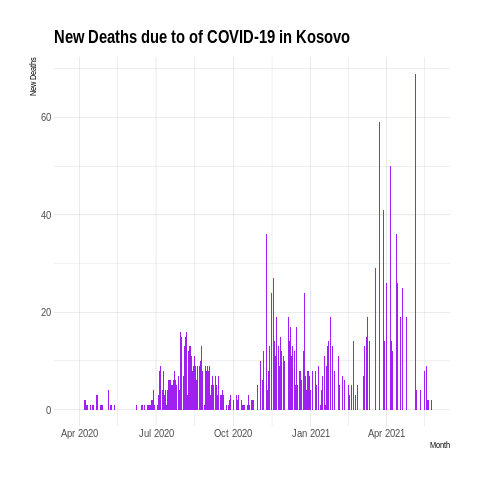 New Deaths due to of COVID-19 in Kosovo
New Deaths
60
40
20
0
Apr 2020 Jul 2020 Oct 2020 Jan 2021 Apr 2021
Month